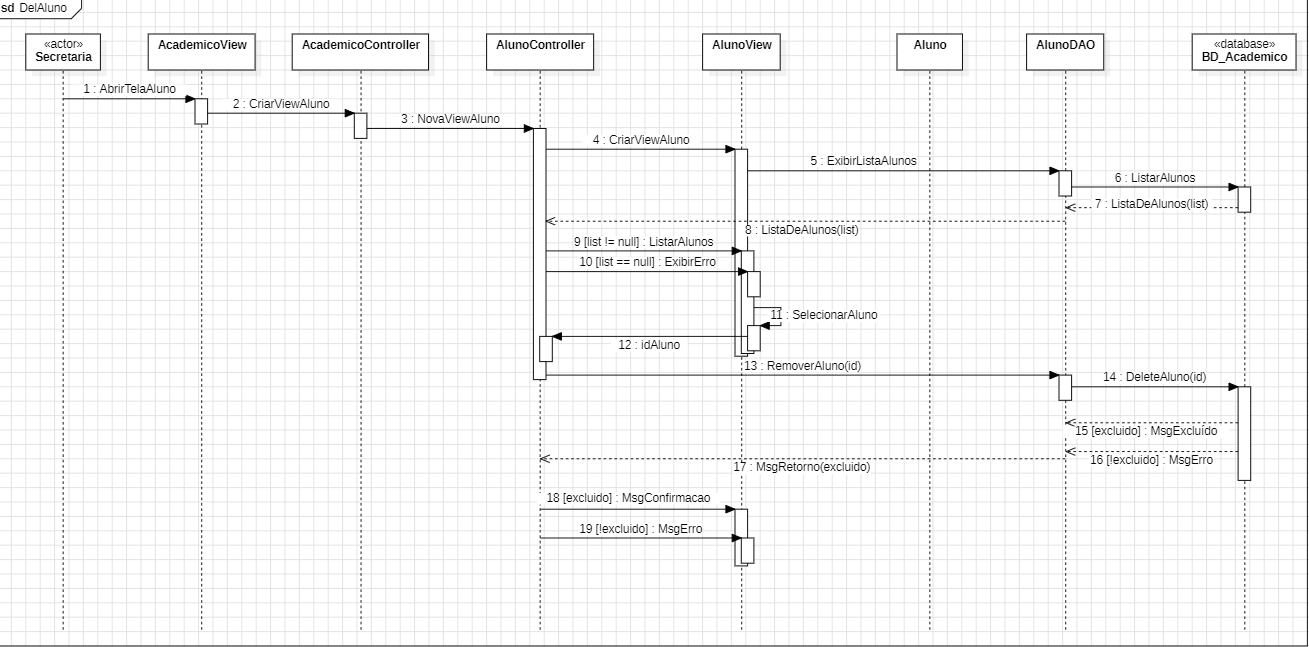 sd DelAluno
«actor»
Secretaria
AcademicoView
AcademicoController
AlunoController
AlunoView
Aluno
AlunoDAO
«database»
BD_Academico
1 : AbrirTelaAluno
2 : CriarViewAluno
3 : NovaViewAluno
4 : CriarViewAluno
5 : ExibirListaAlunos
6 : ListarAlunos
7 : ListaDeAlunos(list)
8 : ListaDeAlunos(list)
9 [list != null] : ListarAlunos
10 [list == null] : ExibirErro
11 : SelecionarAluno
12 : idAluno
13 : RemoverAluno(id)
14 : DeleteAluno(id)
15 [excluido] : MsgExcluído
16 [!excluido] : MsgErro
17 : MsgRetorno(excluido)
18 [excluido] : MsgConfirmacao
19 [!excluido] : MsgErro